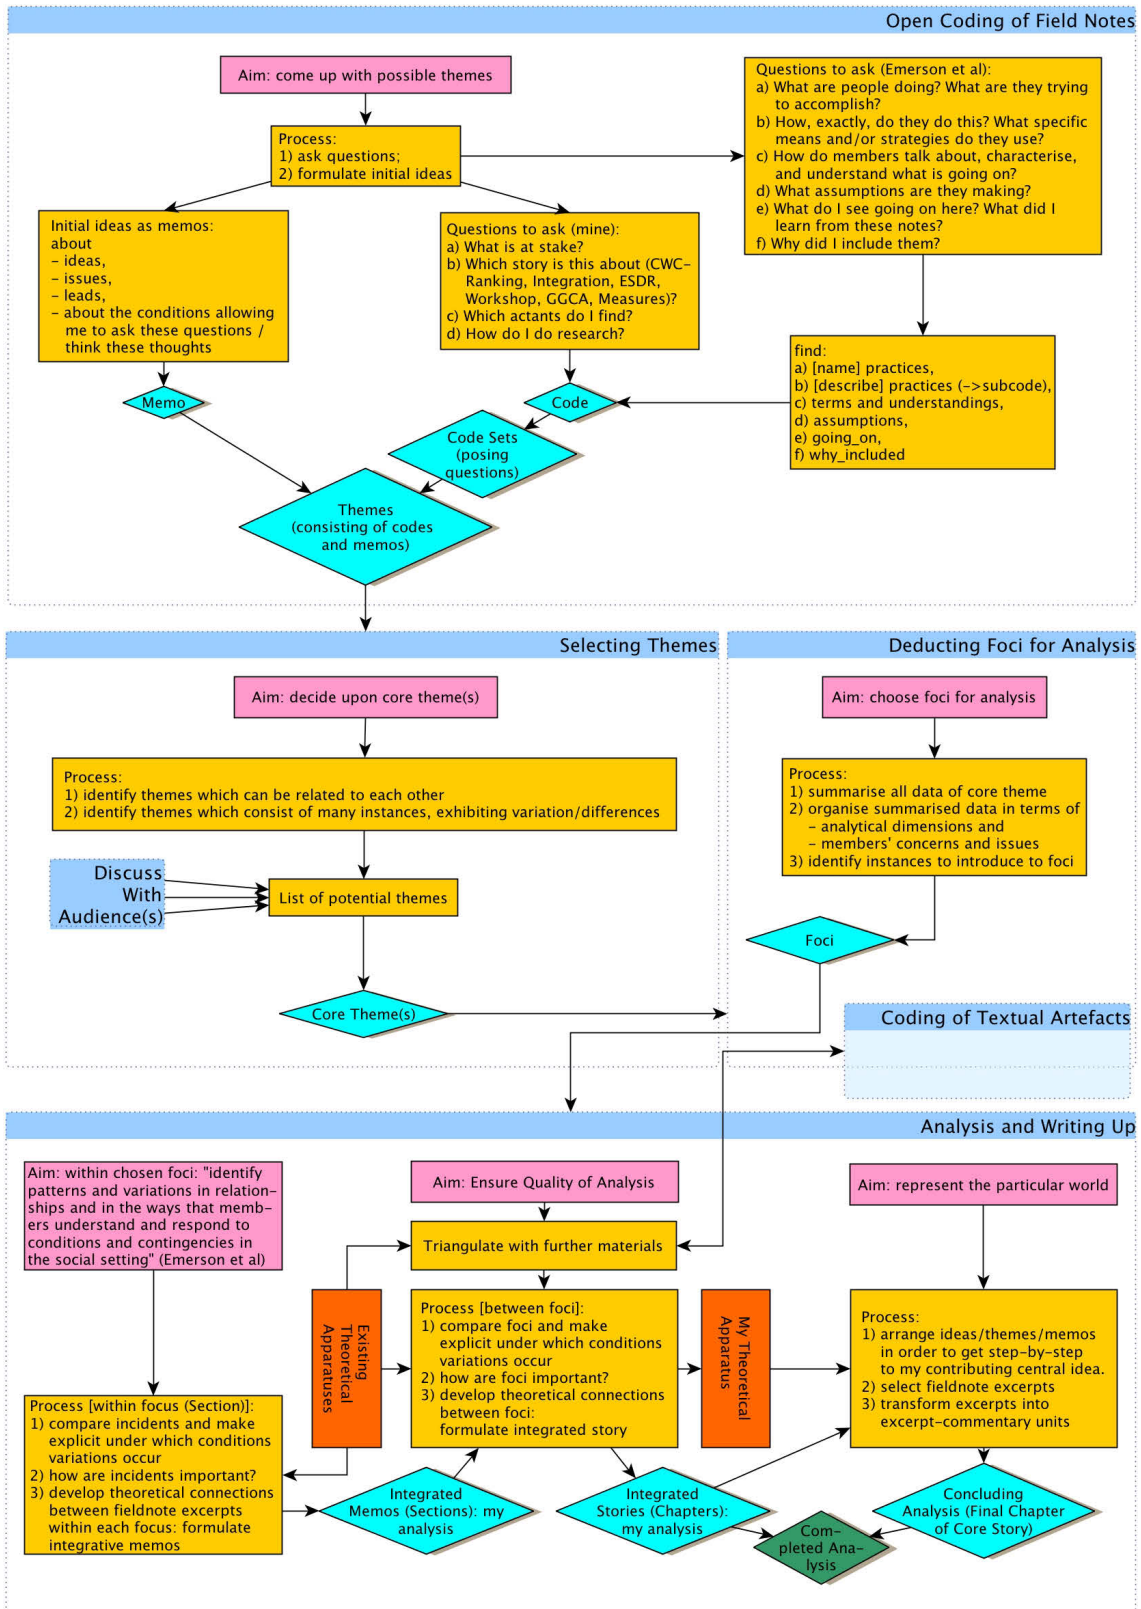 Open Coding of Field Notes
Aim: come up with possible themes
Process:
1) ask questions;
2) formulate initial ideas
Questions to ask (Emerson et al):
a) What are people doing? What are they trying
to accomplish?
b) How, exactly, do they do this? What specific
means and/or strategies do they use?
c) How do members talk about, characterise,
and understand what is going on?
d) What assumptions are they making?
e) What do I see going on here? What did I
learn from these notes?
f) Why did I include them?
Initial ideas as memos:
about
– ideas,
– issues,
– leads,
– about the conditions allowing
me to ask these questions /
think these thoughts
Questions to ask (mine):
a) What is at stake?
b) Which story is this about (CWC–
Ranking, Integration, ESDR,
Workshop, GGCA, Measures)?
c) Which actants do I find?
d) How do I do research?
find:
a) [name] practices,
b) [describe] practices (->subcode),
c) terms and understandings,
d) assumptions,
e) going_on,
f) why_included
Memo
Code
Code Sets
(posing
questions)
Themes
(consisting of codes
and memos)
Selecting Themes
Aim: decide upon core theme(s)
Process:
1) identify themes which can be related to each other
2) identify themes which consist of many instances, exhibiting variation/differences
Discuss
With
Audience(s)
List of potential themes
Core Theme(s)
Deducting Foci for Analysis
Aim: choose foci for analysis
Process:
1) summarise all data of core theme
2) organise summarised data in terms of
– analytical dimensions and
– members' concerns and issues
3) identify instances to introduce to foci
Foci
Coding of Textual Artefacts
Analysis and Writing Up
Aim: within chosen foci: "identify
patterns and variations in relation–
ships and in the ways that memb–
ers understand and respond to
conditions and contingencies in
the social setting" (Emerson et al)
Aim: Ensure Quality of Analysis
Aim: represent the particular world
Triangulate with further materials
Existing
Theoretical
Apparatuses
Process [between foci]:
1) compare foci and make
explicit under which conditions
variations occur
2) how are foci important?
3) develop theoretical connections
between foci:
formulate integrated story
My Theoretical
Apparatus
Process:
1) arrange ideas/themes/memos
in order to get step–by–step
to my contributing central idea.
2) select fieldnote excerpts
3) transform excerpts into
excerpt–commentary units
Process [within focus (Section)]:
1) compare incidents and make
explicit under which conditions
variations occur
2) how are incidents important?
3) develop theoretical connections
between fieldnote excerpts
within each focus: formulate
integrative memos
Integrated
Memos (Sections): my
analysis
Integrated
Stories (Chapters):
my analysis
Concluding
Analysis (Final Chapter
of Core Story)
Com–
pleted Ana–
lysis